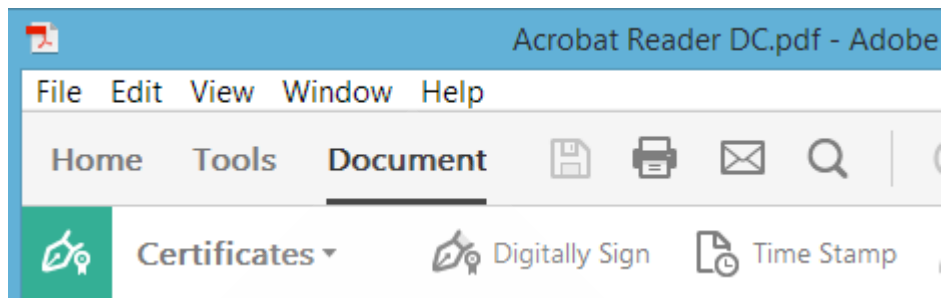 Acrobat Reader DC.pdf - Adobe
File Edit View Window Help
Home Tools Document
Certificates Digitally Sign Time Stamp